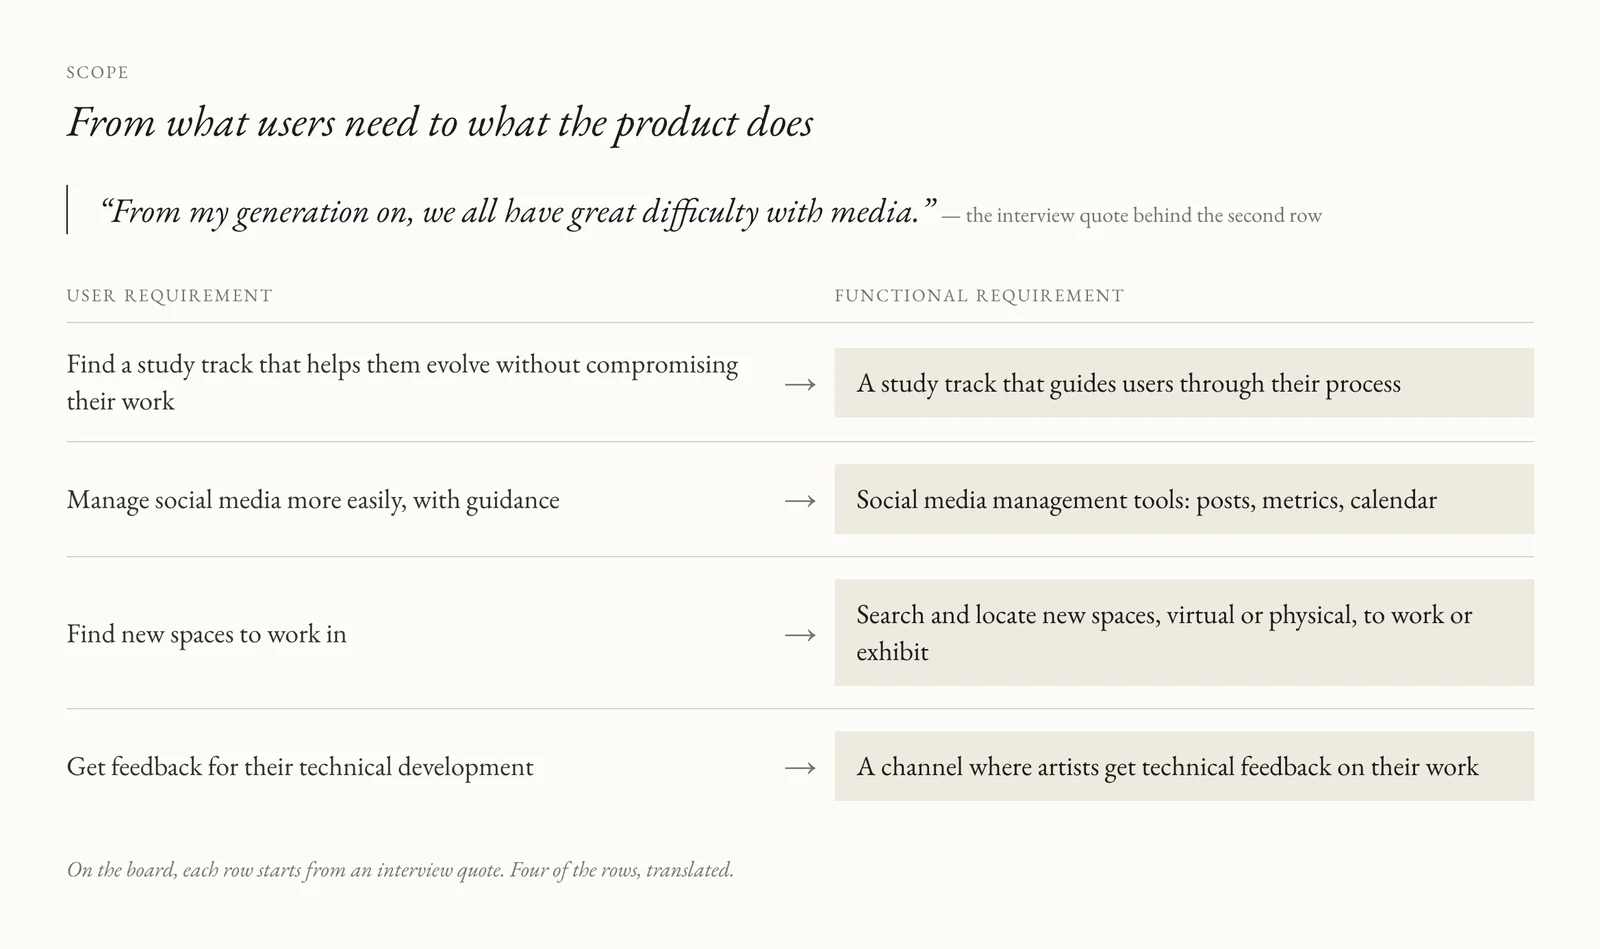 SCOPE
From what users need to what the product does
“From my generation on, we all have great difficulty with media.” — the interview quote behind the second row
USER REQUIREMENT
FUNCTIONAL REQUIREMENT
Find a study track that helps them evolve without compromising
their work
→
A study track that guides users through their process
Manage social media more easily, with guidance
→
Social media management tools: posts, metrics, calendar
Find new spaces to work in
→
Search and locate new spaces, virtual or physical, to work or
exhibit
Get feedback for their technical development
→
A channel where artists get technical feedback on their work
On the board, each row starts from an interview quote. Four of the rows, translated.